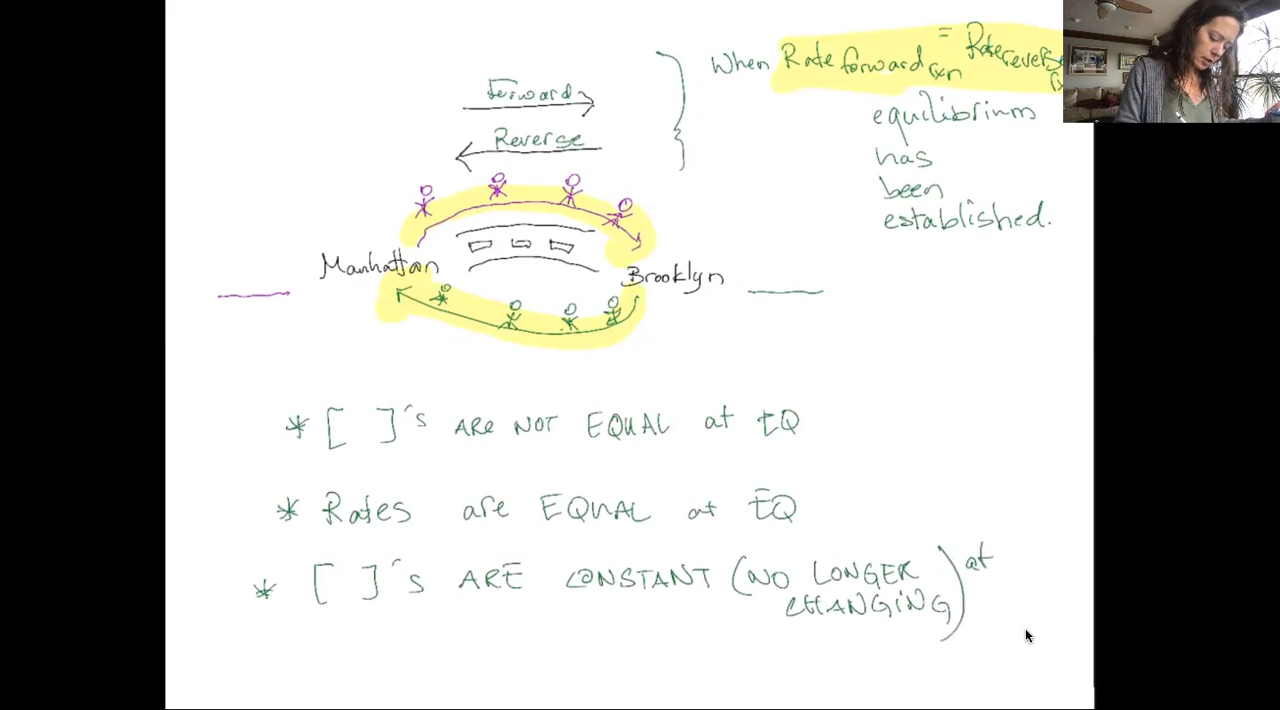 When Rate forward rxn = Rate reverse
equilibrium
has
been
established.
Forward
Reverse
Manhattan
Brooklyn
* [ ]'s ARE NOT EQUAL at EQ
* Rates are EQUAL at EQ
* [ ]'s ARE CONSTANT (NO LONGER CHANGING) at